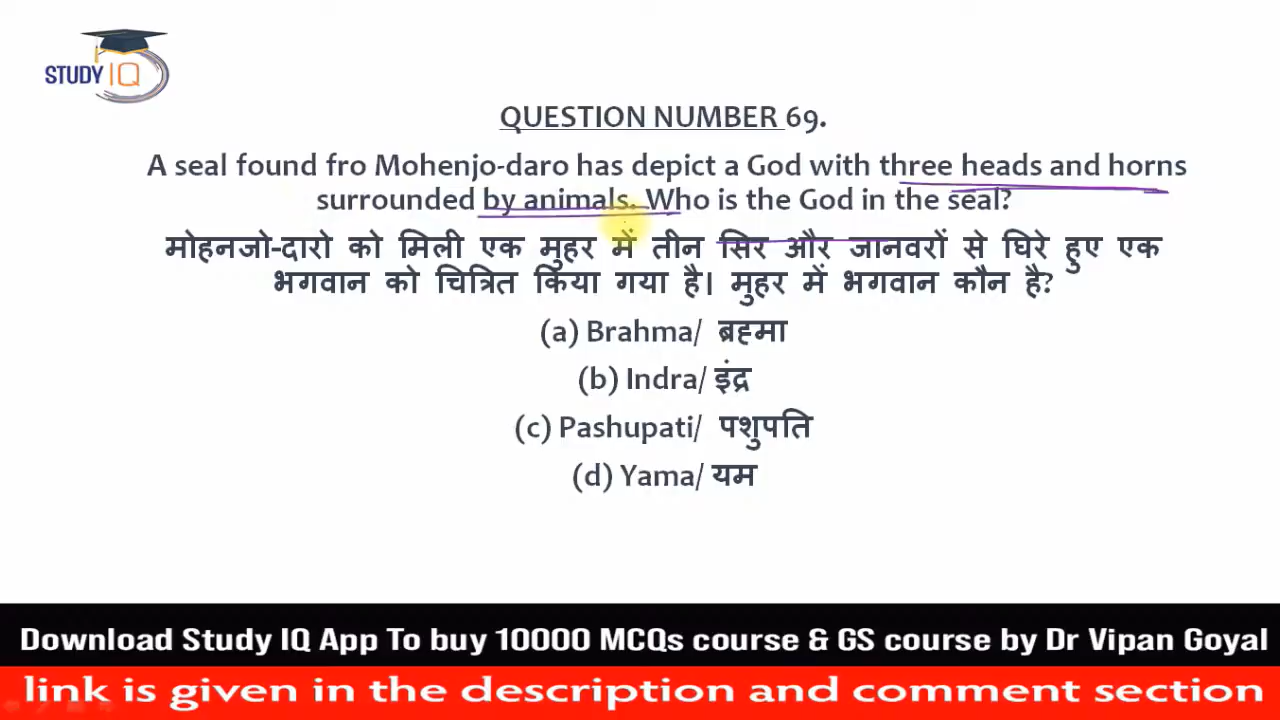 STUDY IQ
QUESTION NUMBER 69.
A seal found fro Mohenjo-daro has depict a God with three heads and horns
surrounded by animals. Who is the God in the seal?
मोहनजो-दारो को मिली एक मुहर में तीन सिर और जानवरों से घिरे हुए एक
भगवान को चित्रित किया गया है। मुहर में भगवान कौन है?
(a) Brahma/ ब्रह्मा
(b) Indra/ इंद्र
(c) Pashupati/ पशुपति
(d) Yama/ यम
Download Study IQ App To buy 10000 MCQs course & GS course by Dr Vipan Goyal
link is given in the description and comment section